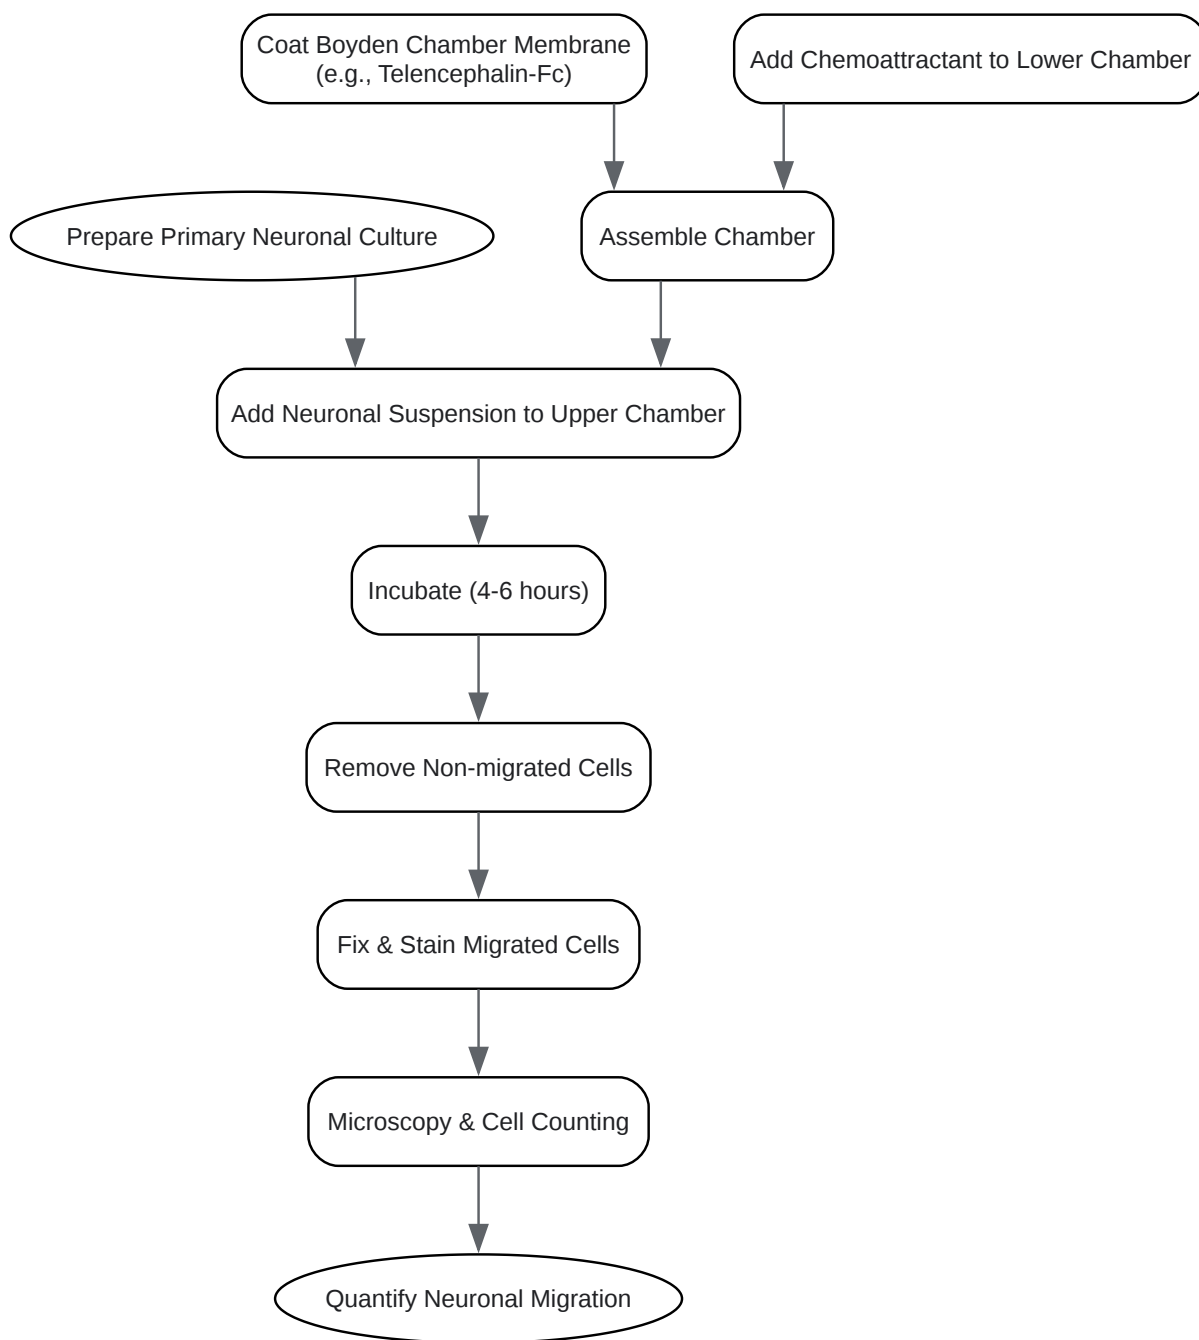 Coat Boyden Chamber Membrane
(e.g., Telencephalin-Fc)
Add Chemoattractant to Lower Chamber
Prepare Primary Neuronal Culture
Assemble Chamber
Add Neuronal Suspension to Upper Chamber
Incubate (4-6 hours)
Remove Non-migrated Cells
Fix & Stain Migrated Cells
Microscopy & Cell Counting
Quantify Neuronal Migration